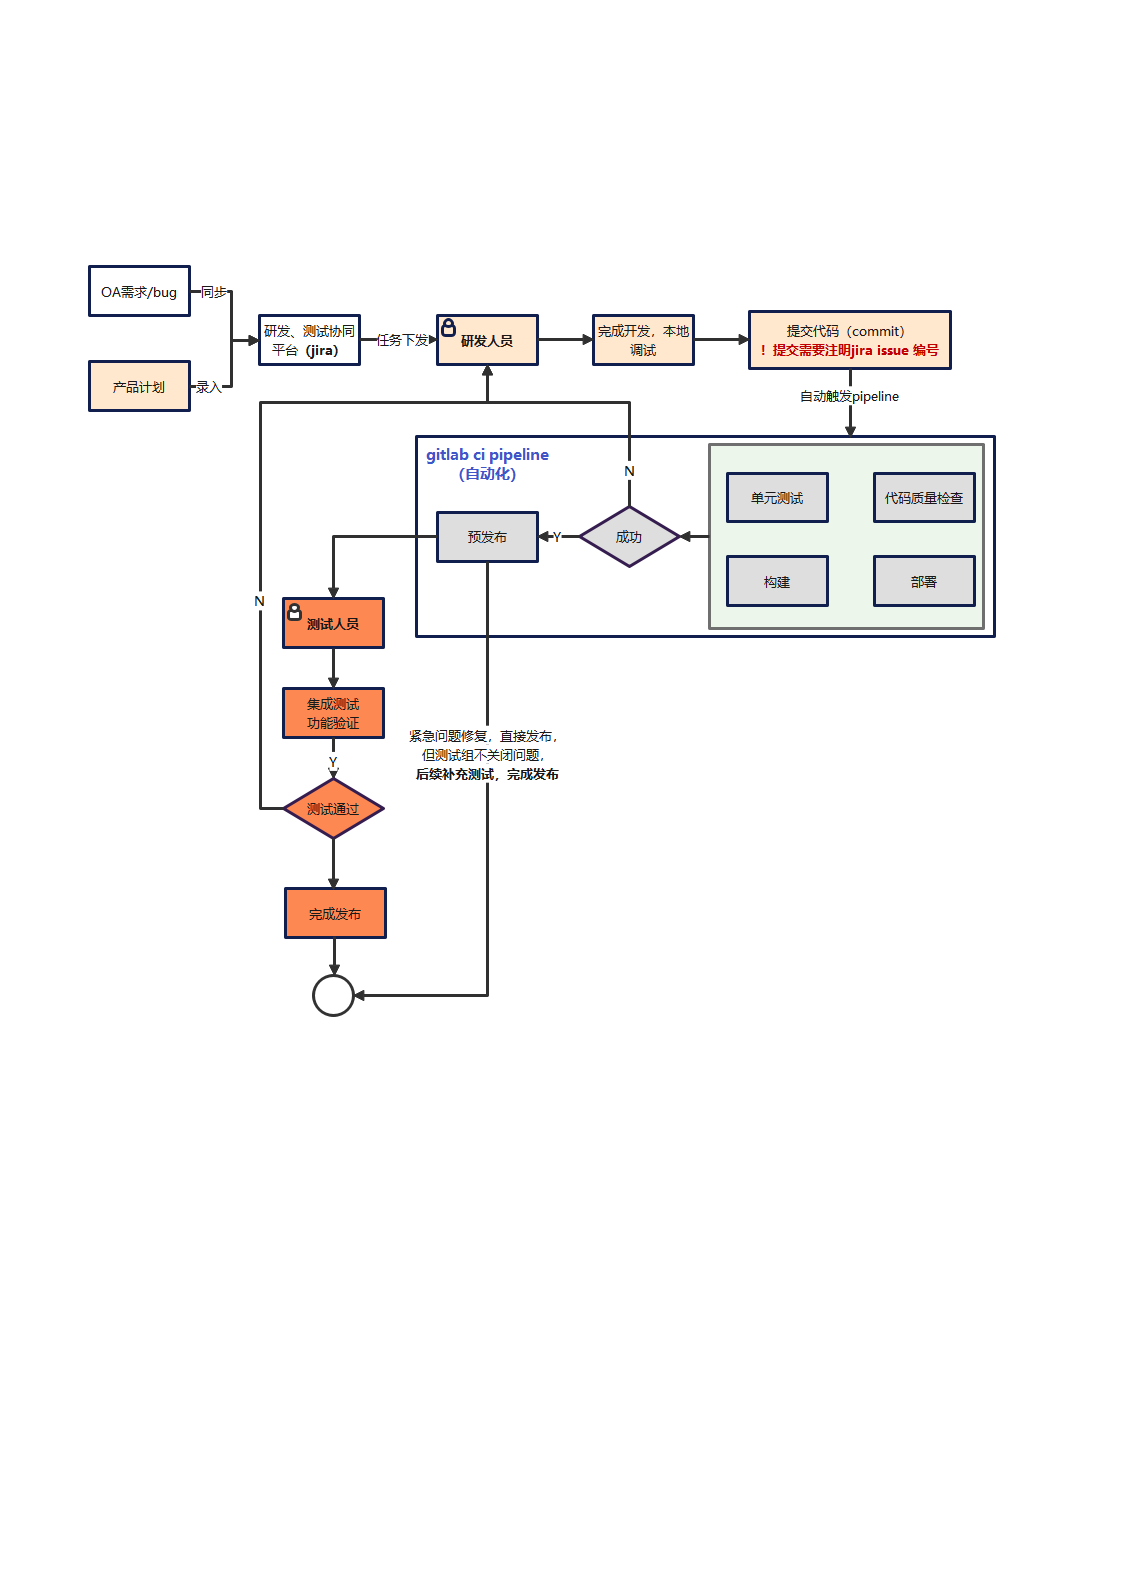 OA需求/bug
同步
产品计划
录入
研发、测试协同
平台（jira）
任务下发
研发人员
完成开发，本地
调试
提交代码（commit）
！提交需要注明jira issue 编号
自动触发pipeline
gitlab ci pipeline
（自动化）
N
单元测试
代码质量检查
构建
部署
成功
Y
预发布
N
测试人员
集成测试
功能验证
Y
测试通过
紧急问题修复，直接发布，
但测试组不关闭问题，
后续补充测试，完成发布
完成发布